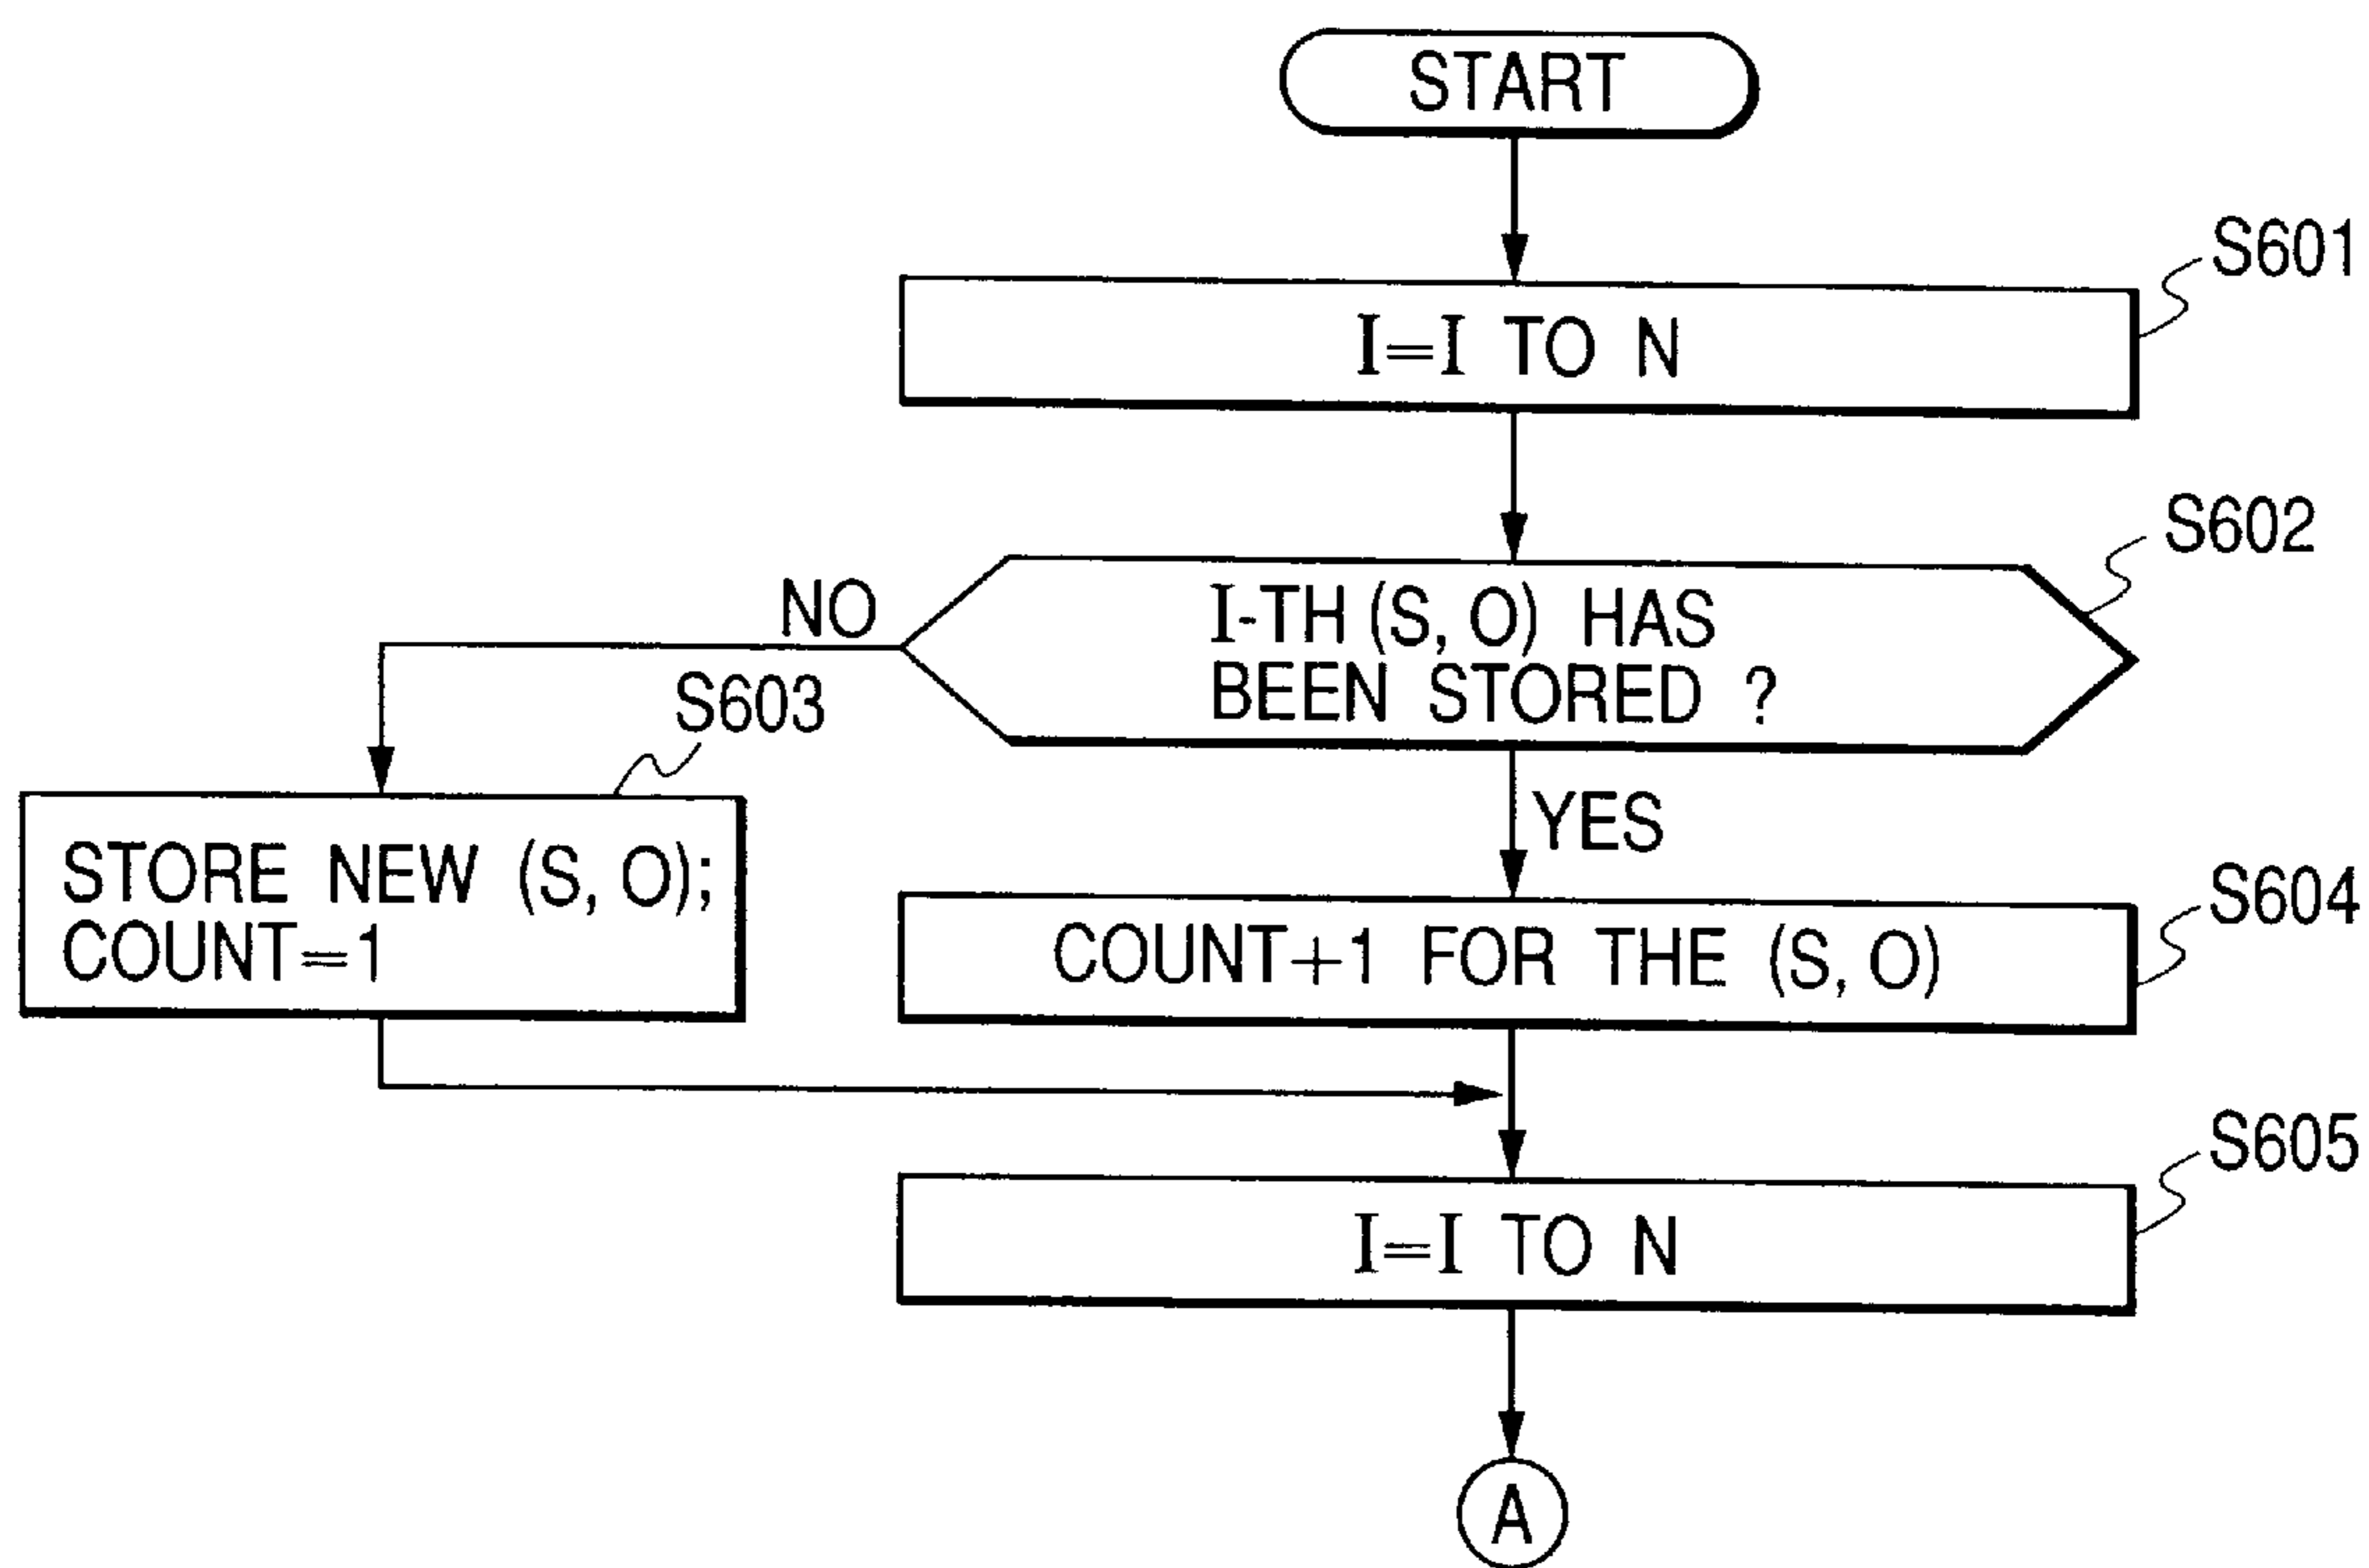 START
S601
I=I TO N
S602
NO
I-TH (S, O) HAS
BEEN STORED ?
S603
YES
STORE NEW (S, O);
COUNT=1
S604
COUNT+1 FOR THE (S, O)
S605
I=I TO N
A